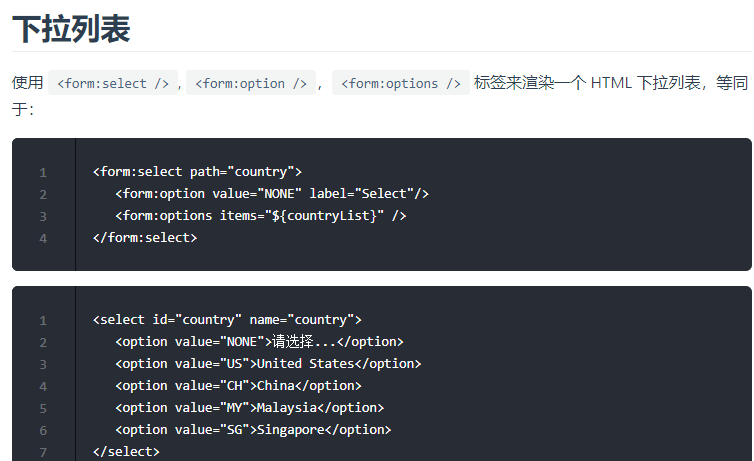 下拉列表
使用 <form:select />, <form:option />, <form:options /> 标签来渲染一个 HTML 下拉列表，等同
于：
1 <form:select path="country">
2 <form:option value="NONE" label="Select"/>
3 <form:options items="${countryList}" />
4 </form:select>
1 <select id="country" name="country">
2 <option value="NONE">请选择...</option>
3 <option value="US">United States</option>
4 <option value="CH">China</option>
5 <option value="MY">Malaysia</option>
6 <option value="SG">Singapore</option>
7 </select>